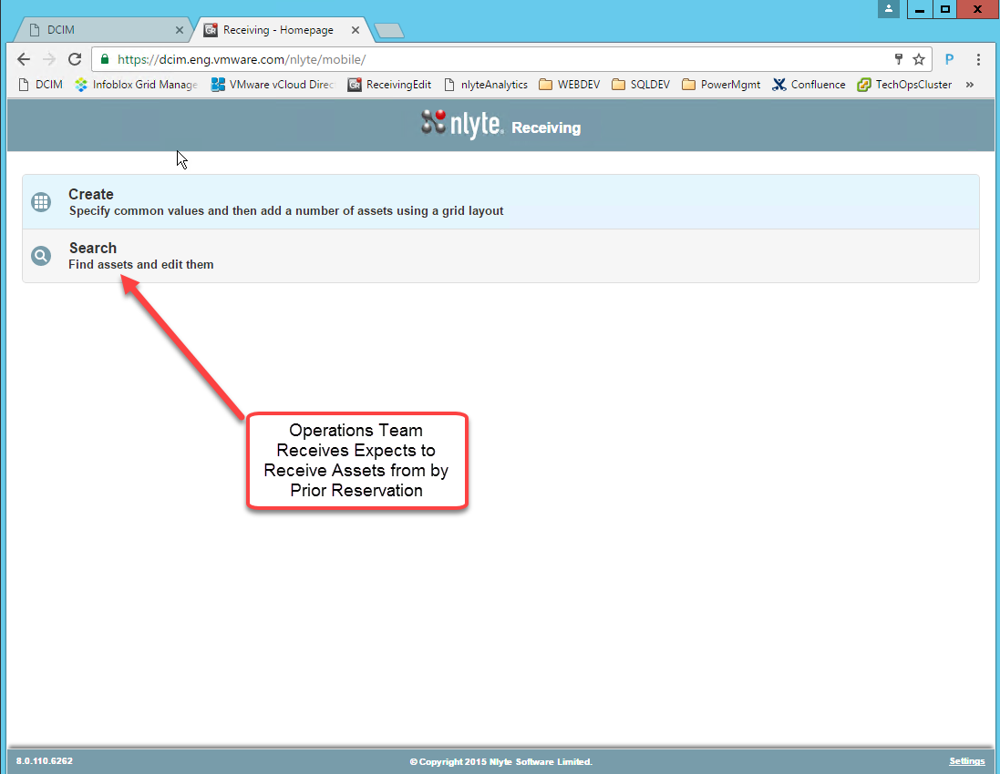 DCIM
Receiving - Homepage
https://dcim.eng.vmware.com/nlyte/mobile/
P
DCIM Infoblox Grid Manage VMware vCloud Direc ReceivingEdit nlyteAnalytics WEBDEV SQLDEV PowerMgmt Confluence TechOpsCluster »
nlyte. Receiving
Create
Specify common values and then add a number of assets using a grid layout
Search
Find assets and edit them
Operations Team
Receives Expects to
Receive Assets from by
Prior Reservation
8.0.110.6262 © Copyright 2015 Nlyte Software Limited. Settings